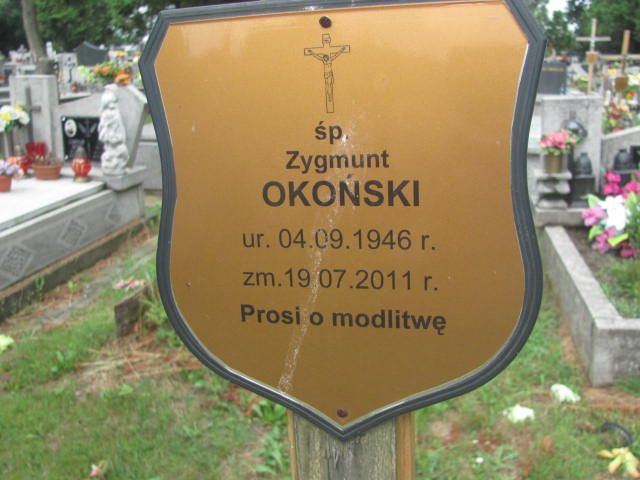 śp.
Zygmunt
OKOŃSKI
ur. 04.09.1946 r.
zm.19.07.2011 r.
Prosi o modlitwę